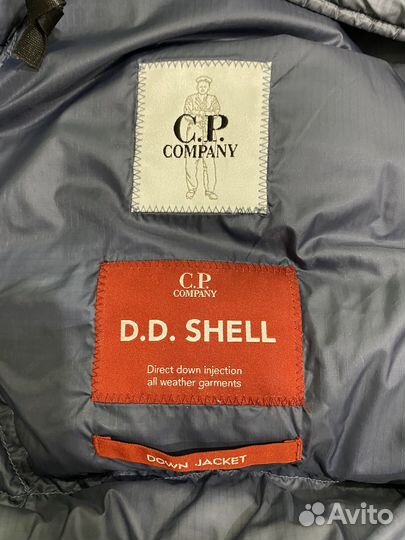 C.P.
COMPANY
C.P.
COMPANY
D.D. SHELL
Direct down injection
all weather garments
DOWN JACKET
Avito